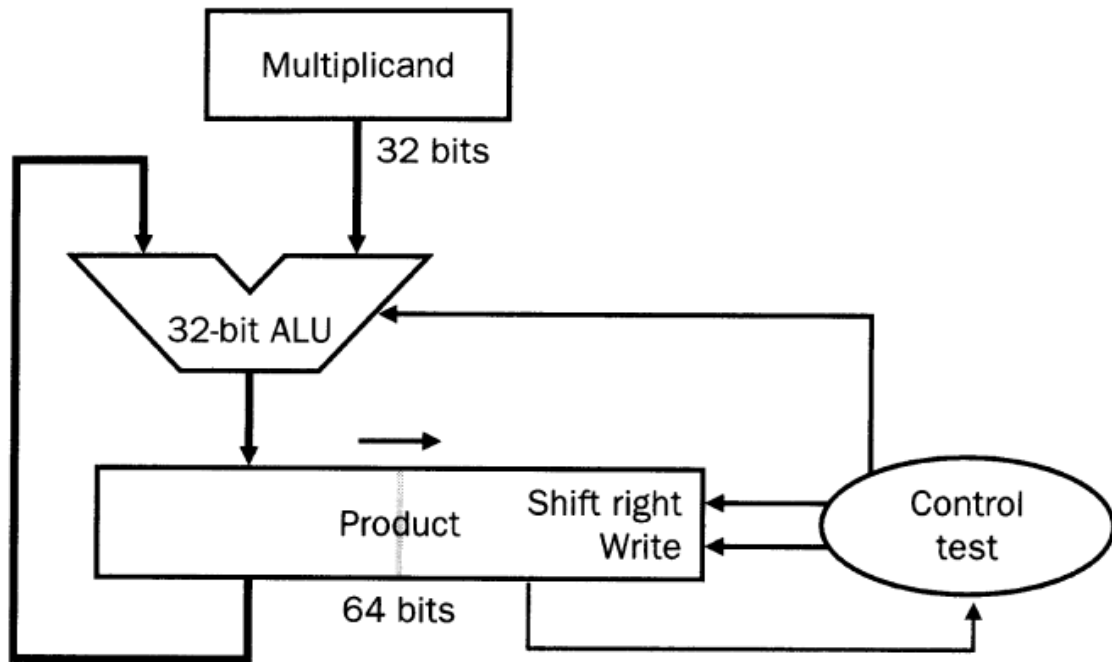 Multiplicand
32 bits
32-bit ALU
Product
Shift right
Write
64 bits
Control
test